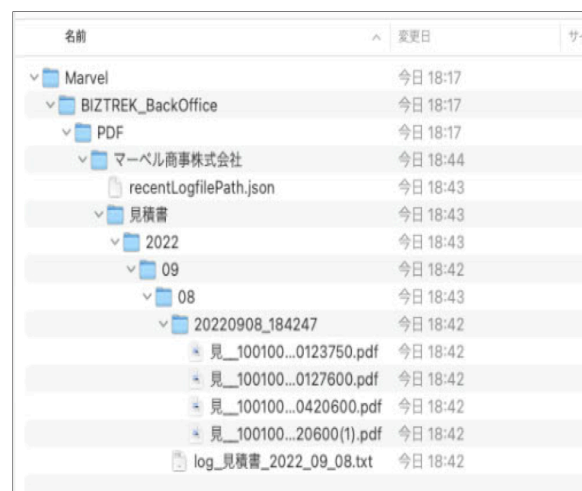 名前 変更日 サイ
Marvel 今日 18:17
BIZTREK_BackOffice 今日 18:17
PDF 今日 18:17
マーベル商事株式会社 今日 18:44
recentLogfilePath.json 今日 18:43
見積書 今日 18:43
2022 今日 18:43
09 今日 18:42
08 今日 18:43
20220908_184247 今日 18:42
見__100100...0123750.pdf 今日 18:42
見__100100...0127600.pdf 今日 18:42
見__100100...0420600.pdf 今日 18:42
見__100100...20600(1).pdf 今日 18:42
log_見積書_2022_09_08.txt 今日 18:42